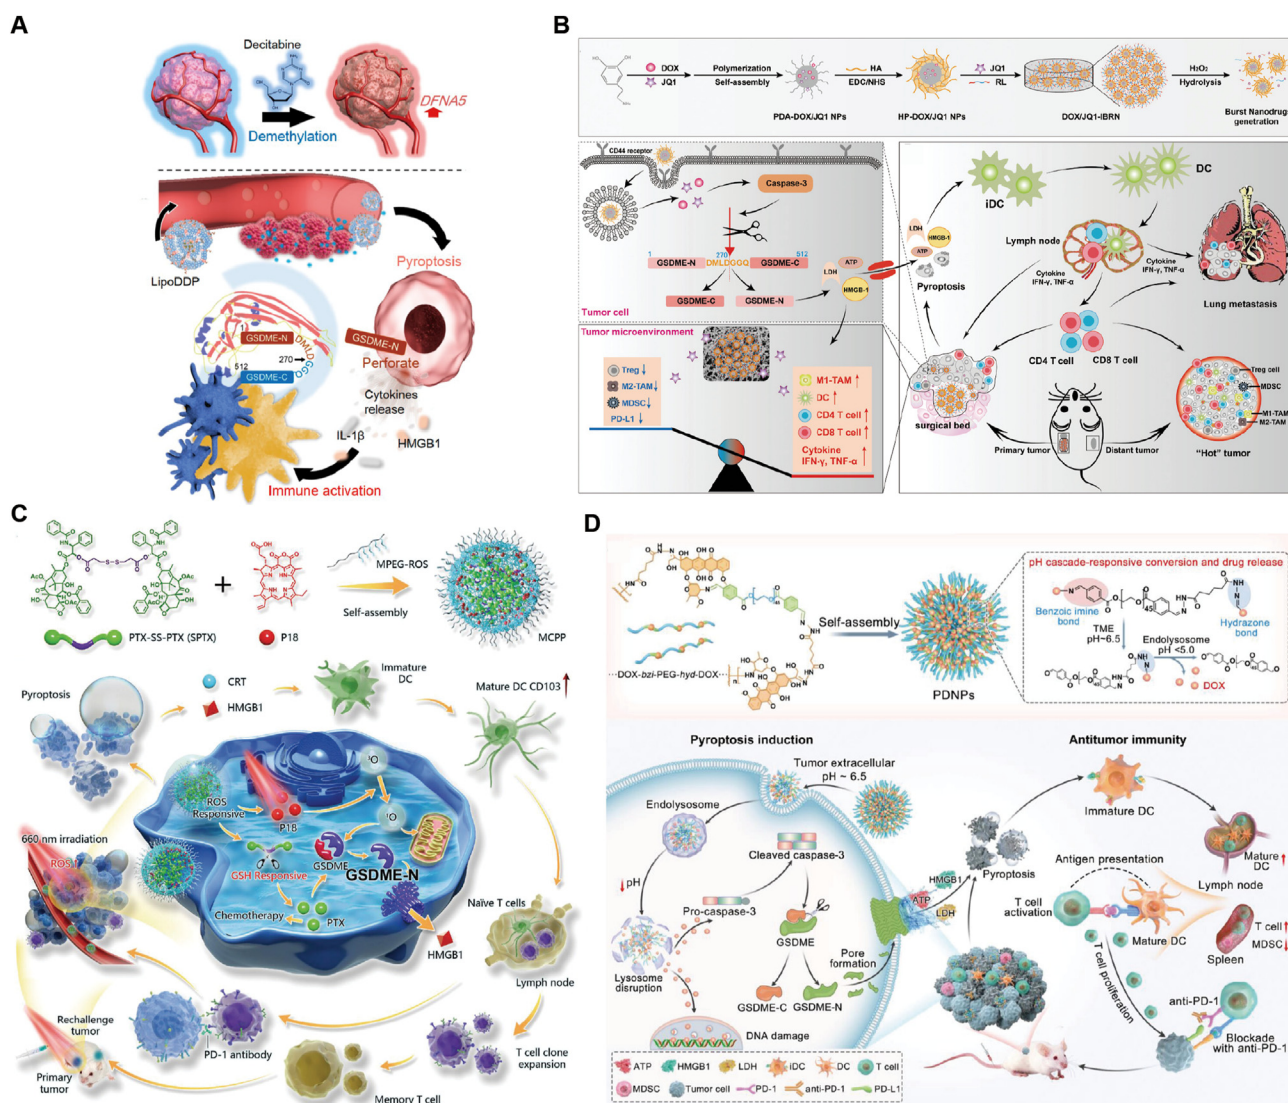 A
Decitabine
DFNA5
Demethylation
LipoDDP
Pyroptosis
1
GSDME-N
DMLD
GGQ
270
512
GSDME-C
GSDME-N
Perforate
Cytokines
release
IL-1β
HMGB1
Immune activation
B
DOX
JQ1
Polymerization
Self-assembly
HA
EDC/NHS
JQ1
RL
H₂O₂
Hydrolysis
PDA-DOX/JQ1 NPs
HP-DOX/JQ1 NPs
DOX/JQ1-IBRN
Burst Nanodrugs
genetration
CD44 receptor
Caspase-3
1
270
512
GSDME-N
DMLDGGQ
GSDME-C
GSDME-C
GSDME-N
LDH
ATP
HMGB-1
Tumor cell
Tumor microenvironment
Treg
M2-TAM
MDSC
PD-L1
M1-TAM
DC
CD4 T cell
CD8 T cell
Cytokine
IFN-γ, TNF-α
iDC
DC
LDH
HMGB-1
ATP
Pyroptosis
Lymph node
Cytokine
IFN-γ, TNF-α
Cytokine
IFN-γ, TNF-α
Lung metastasis
CD4 T cell
CD8 T cell
Treg cell
MDSC
M1-TAM
M2-TAM
surgical bed
Primary tumor
Distant tumor
"Hot" tumor
C
MPEG-ROS
Self-assembly
MCPP
PTX-SS-PTX (SPTX)
P18
Pyroptosis
CRT
HMGB1
Immature
DC
Mature DC CD103
ROS
Responsive
P18
660 nm irradiation
ROS
GSH Responsive
GSDME
GSDME-N
Chemotherapy
PTX
HMGB1
Naïve T cells
Lymph node
Rechallenge
tumor
PD-1 antibody
T cell clone
expansion
Primary
tumor
Memory T cell
D
Self-assembly
DOX-bzi-PEG-hyd-DOX
PDNPs
pH cascade-responsive conversion and drug release
Benzoic imine
bond
Hydrazone
bond
TME
pH~6.5
Endolysosome
pH <5.0
DOX
Pyroptosis induction
Antitumor immunity
Tumor extracellular
pH ~ 6.5
Endolysosome
Immature DC
Cleaved caspase-3
pH
HMGB1
ATP
LDH
Pyroptosis
Antigen presentation
Mature
DC
Lymph node
Pro-caspase-3
T cell
activation
GSDME
Mature DC
T cell
MDSC
Spleen
Lysosome
disruption
Pore
formation
GSDME-C
GSDME-N
T cell proliferation
anti-PD-1
DNA damage
Blockade
with anti-PD-1
ATP
HMGB1
LDH
iDC
DC
T cell
MDSC
Tumor cell
PD-1
anti-PD-1
PD-L1